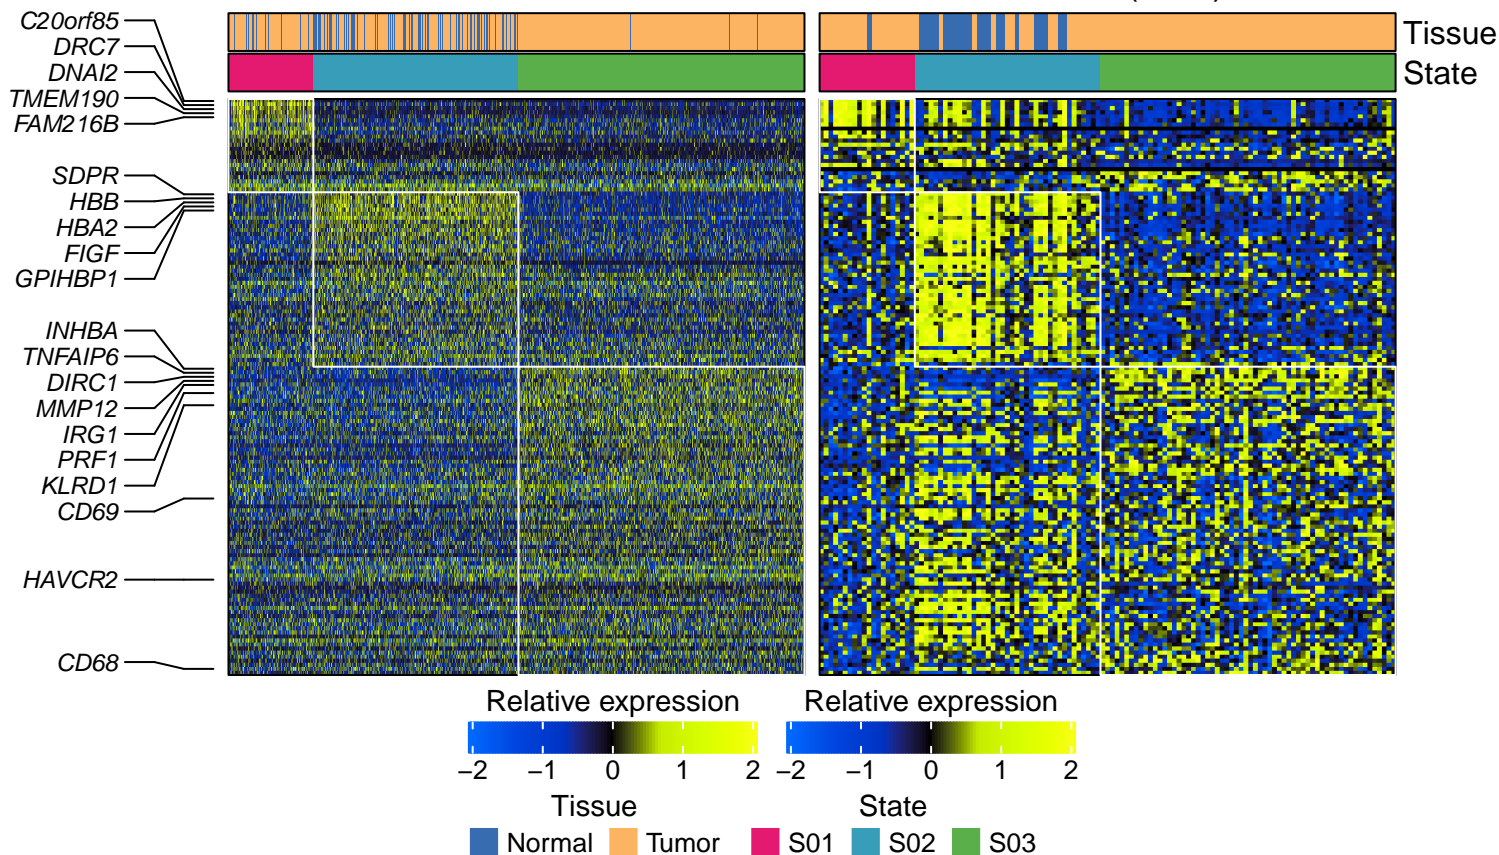 C20orf85
DRC7
DNAI2
TMEM190
FAM216B
SDPR
HBB
HBA2
FIGF
GPIHBP1
INHBA
TNFAIP6
DIRC1
MMP12
IRG1
PRF1
KLRD1
CD69
HAVCR2
CD68
Tissue
State
Relative expression Relative expression
−2 −1 0 1 2 −2 −1 0 1 2
Tissue State
Normal Tumor S01 S02 S03